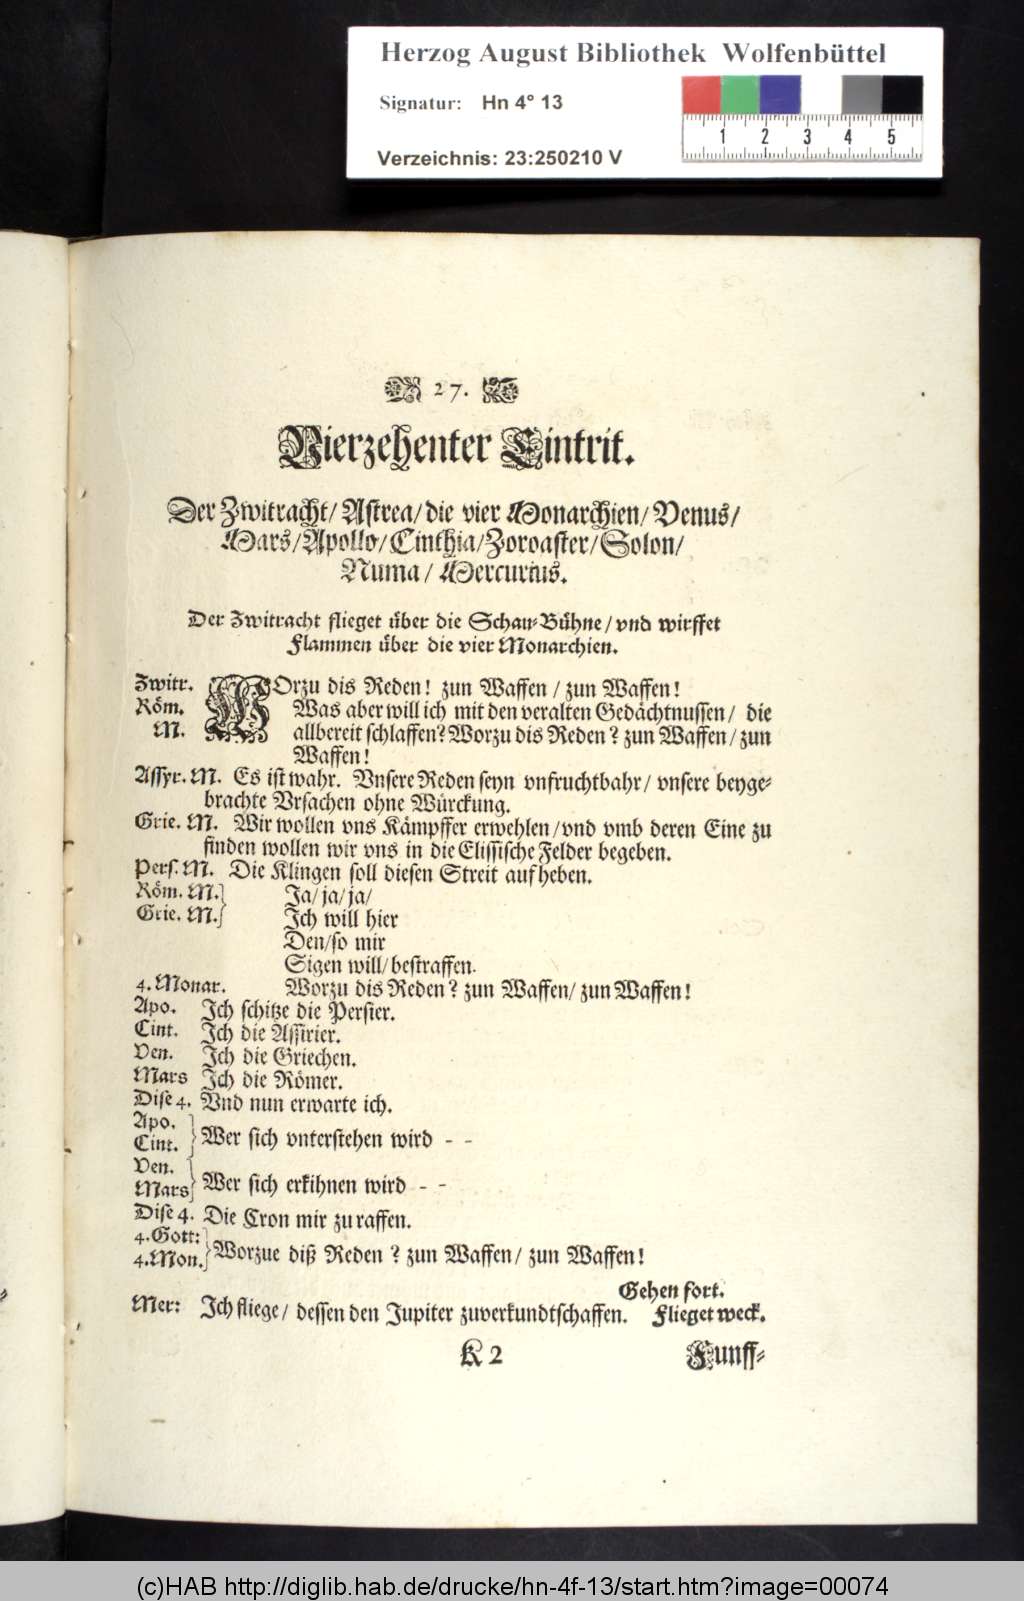 Herzog August Bibliothek Wolfenbüttel
Signatur: Hn 4° 13
Verzeichnis: 23:250210 V
1 2 3 4 5
27.
Vierzehenter Eintrit.
Der Zwitracht/ Astrea/ die vier Monarchien/ Venus/
Mars/ Apollo/ Cinthia/ Zoroaster/ Solon/
Numa/ Mercurius.
Der Zwitracht flieget über die Schau-Bühne/ vnd wirffet
Flammen über die vier Monarchien.
Zwitr. WOrzu dis Reden! zun Waffen / zun Waffen!
Röm. Was aber will ich mit den veralten Gedächtnussen/ die
M. allbereit schlaffen? Worzu dis Reden? zun Waffen/ zun
Waffen!
Assyr. M. Es ist wahr. Vnsere Reden seyn vnfruchtbahr/ vnsere beyge-
brachte Vrsachen ohne Würckung.
Grie. M. Wir wollen vns Kämpffer erwehlen/ vnd vmb deren Eine zu
finden wollen wir vns in die Elissische Felder begeben.
Pers. M. Die Klingen soll diesen Streit aufheben.
Röm. M.} Ja/ ja/ ja/
Grie. M.} Ich will hier
Den/ so mir
Sigen will/ bestraffen.
4. Monar. Worzu dis Reden? zun Waffen/ zun Waffen!
Apo. Ich schitze die Persier.
Cint. Ich die Assirier.
Ven. Ich die Griechen.
Mars Ich die Römer.
Dise 4. Vnd nun erwarte ich.
Apo.
Cint.} Wer sich vnterstehen wird - -
Ven.
Mars} Wer sich erkihnen wird - -
Dise 4. Die Cron mir zu raffen.
4. Gott:
4. Mon.} Worzue diß Reden ? zun Waffen/ zun Waffen!
Gehen fort.
Mer: Ich fliege/ dessen den Jupiter zuverkundtschaffen. Flieget weck.
K 2 Funff-
(c)HAB http://diglib.hab.de/drucke/hn-4f-13/start.htm?image=00074